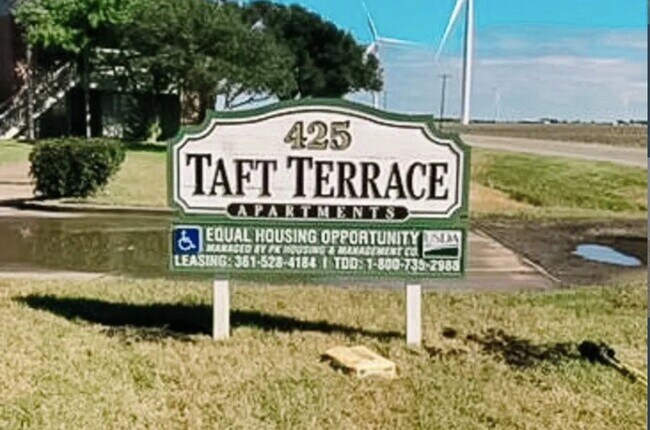 425
TAFT TERRACE
APARTMENTS
EQUAL HOUSING OPPORTUNITY
MANAGED BY PK HOUSING & MANAGEMENT CO.
LEASING: 361-528-4184 | TDD: 1-800-735-2988
USDA